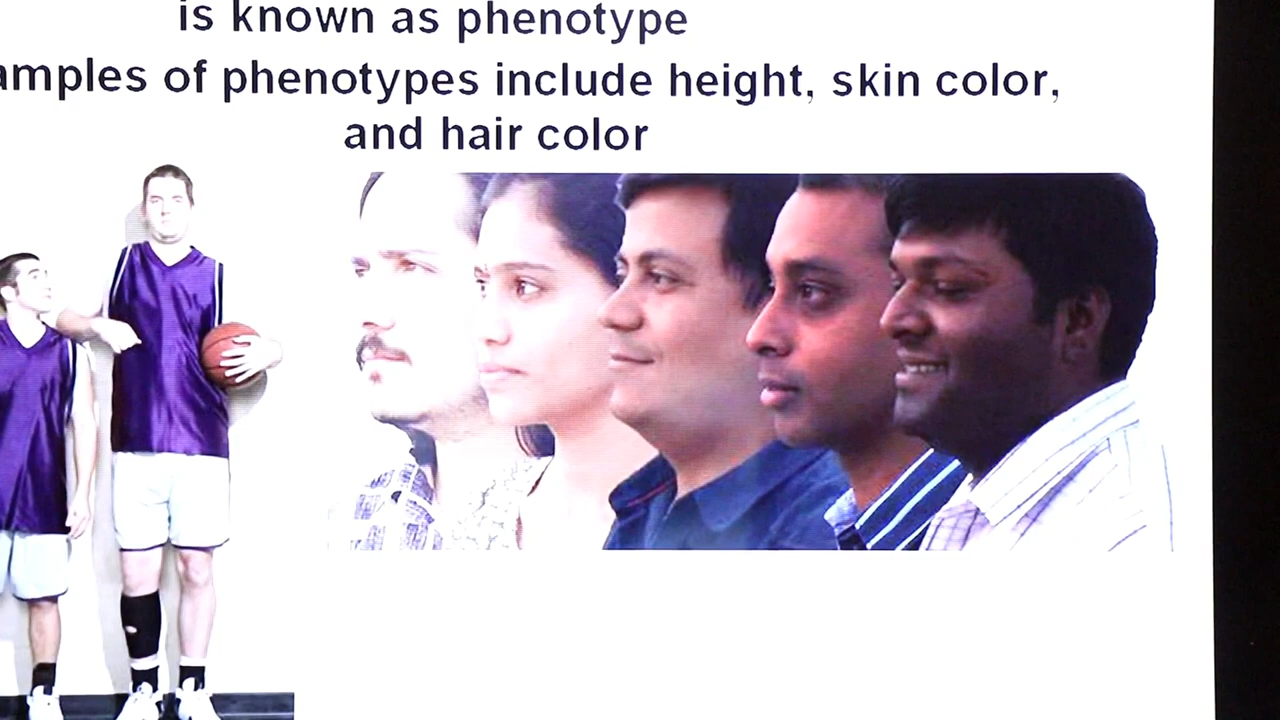 is known as phenotype
amples of phenotypes include height, skin color,
and hair color